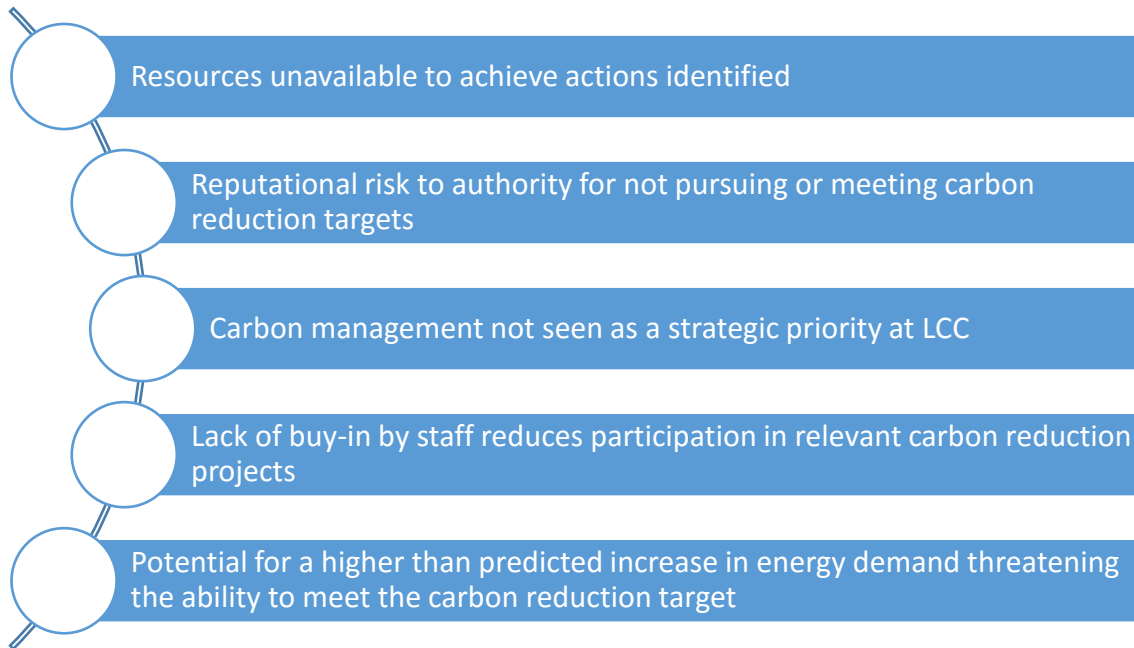 Resources unavailable to achieve actions identified
Reputational risk to authority for not pursuing or meeting carbon
reduction targets
Carbon management not seen as a strategic priority at LCC
Lack of buy-in by staff reduces participation in relevant carbon reduction
projects
Potential for a higher than predicted increase in energy demand threatening
the ability to meet the carbon reduction target